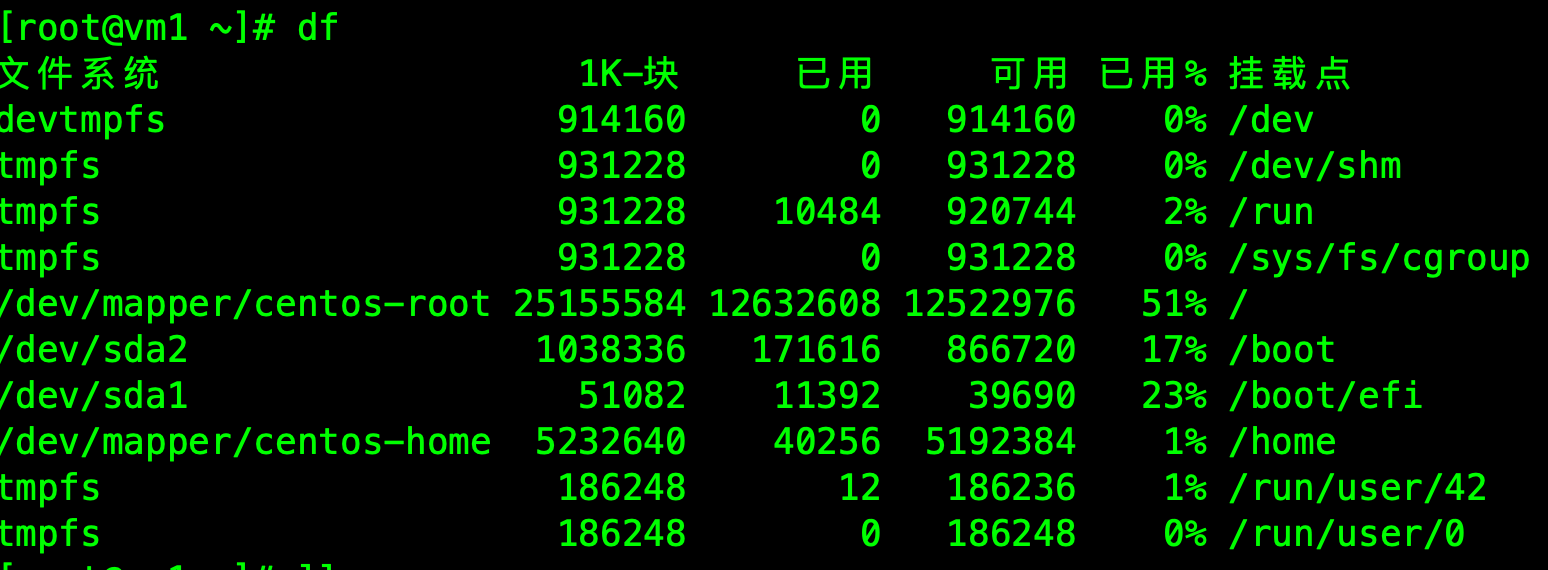 [root@vm1 ~]# df
文件系统 1K-块 已用 可用 已用% 挂载点
devtmpfs 914160 0 914160 0% /dev
tmpfs 931228 0 931228 0% /dev/shm
tmpfs 931228 10484 920744 2% /run
tmpfs 931228 0 931228 0% /sys/fs/cgroup
/dev/mapper/centos-root 25155584 12632608 12522976 51% /
/dev/sda2 1038336 171616 866720 17% /boot
/dev/sda1 51082 11392 39690 23% /boot/efi
/dev/mapper/centos-home 5232640 40256 5192384 1% /home
tmpfs 186248 12 186236 1% /run/user/42
tmpfs 186248 0 186248 0% /run/user/0